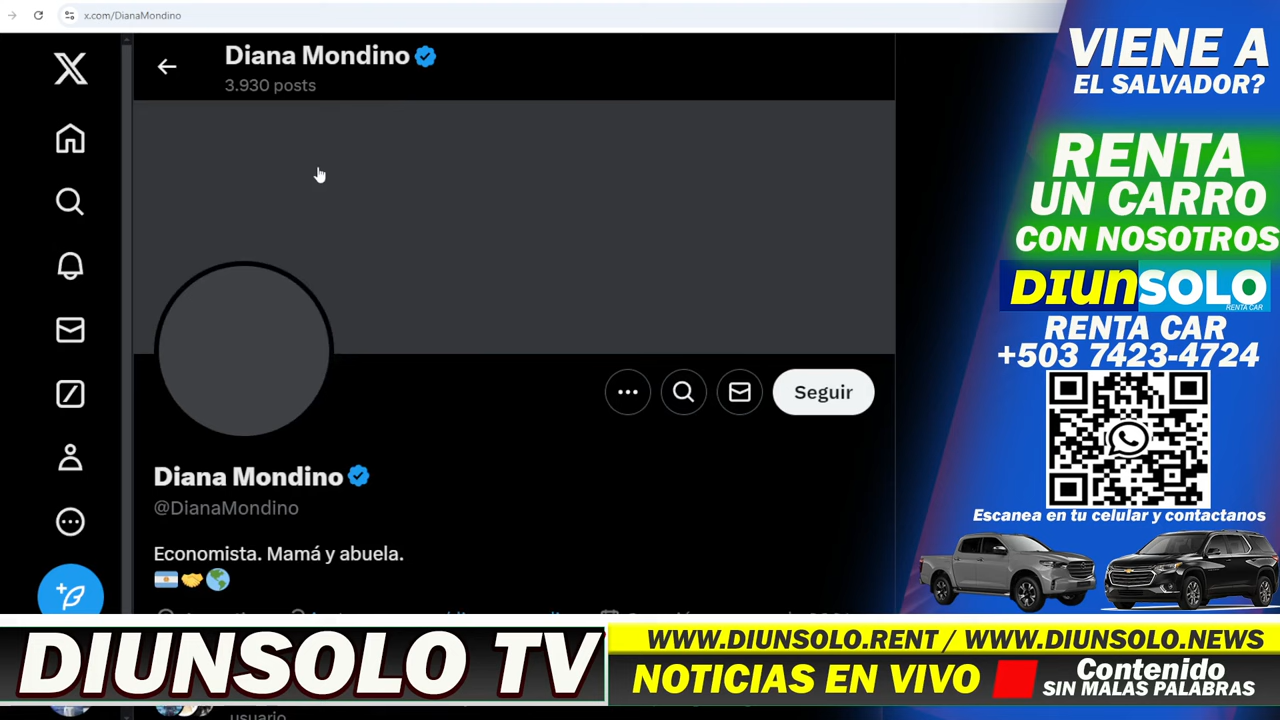 x.com/DianaMondino
Diana Mondino
3.930 posts
Seguir
Diana Mondino
@DianaMondino
Economista. Mamá y abuela.
usuario
VIENE A
EL SALVADOR?
RENTA
UN CARRO
CON NOSOTROS
DIUNSOLO
RENTA CAR
RENTA CAR
+503 7423-4724
Escanea en tu celular y contactanos
DIUNSOLO TV
WWW.DIUNSOLO.RENT / WWW.DIUNSOLO.NEWS
NOTICIAS EN VIVO
Contenido
SIN MALAS PALABRAS